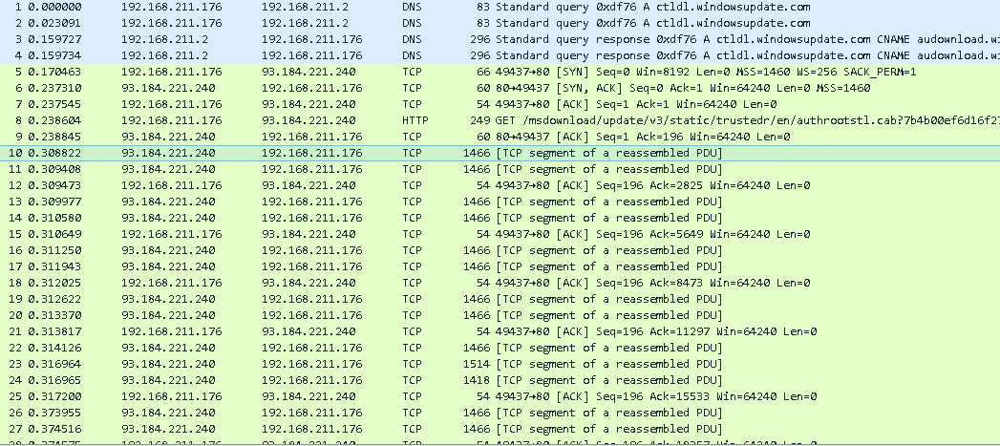 1 0.000000 192.168.211.176 192.168.211.2 DNS 83 Standard query 0xdf76 A ctldl.windowsupdate.com
2 0.023091 192.168.211.176 192.168.211.2 DNS 83 Standard query 0xdf76 A ctldl.windowsupdate.com
3 0.159727 192.168.211.2 192.168.211.176 DNS 296 Standard query response 0xdf76 A ctldl.windowsupdate.com CNAME audownload.wi
4 0.159734 192.168.211.2 192.168.211.176 DNS 296 Standard query response 0xdf76 A ctldl.windowsupdate.com CNAME audownload.wi
5 0.170463 192.168.211.176 93.184.221.240 TCP 66 49437→80 [SYN] Seq=0 Win=8192 Len=0 MSS=1460 WS=256 SACK_PERM=1
6 0.237310 93.184.221.240 192.168.211.176 TCP 60 80→49437 [SYN, ACK] Seq=0 Ack=1 Win=64240 Len=0 MSS=1460
7 0.237545 192.168.211.176 93.184.221.240 TCP 54 49437→80 [ACK] Seq=1 Ack=1 Win=64240 Len=0
8 0.238604 192.168.211.176 93.184.221.240 HTTP 249 GET /msdownload/update/v3/static/trustedr/en/authrootstl.cab?7b4b00ef6d16f27
9 0.238845 93.184.221.240 192.168.211.176 TCP 60 80→49437 [ACK] Seq=1 Ack=196 Win=64240 Len=0
10 0.308822 93.184.221.240 192.168.211.176 TCP 1466 [TCP segment of a reassembled PDU]
11 0.309408 93.184.221.240 192.168.211.176 TCP 1466 [TCP segment of a reassembled PDU]
12 0.309473 192.168.211.176 93.184.221.240 TCP 54 49437→80 [ACK] Seq=196 Ack=2825 Win=64240 Len=0
13 0.309977 93.184.221.240 192.168.211.176 TCP 1466 [TCP segment of a reassembled PDU]
14 0.310580 93.184.221.240 192.168.211.176 TCP 1466 [TCP segment of a reassembled PDU]
15 0.310649 192.168.211.176 93.184.221.240 TCP 54 49437→80 [ACK] Seq=196 Ack=5649 Win=64240 Len=0
16 0.311250 93.184.221.240 192.168.211.176 TCP 1466 [TCP segment of a reassembled PDU]
17 0.311943 93.184.221.240 192.168.211.176 TCP 1466 [TCP segment of a reassembled PDU]
18 0.312025 192.168.211.176 93.184.221.240 TCP 54 49437→80 [ACK] Seq=196 Ack=8473 Win=64240 Len=0
19 0.312622 93.184.221.240 192.168.211.176 TCP 1466 [TCP segment of a reassembled PDU]
20 0.313370 93.184.221.240 192.168.211.176 TCP 1466 [TCP segment of a reassembled PDU]
21 0.313817 192.168.211.176 93.184.221.240 TCP 54 49437→80 [ACK] Seq=196 Ack=11297 Win=64240 Len=0
22 0.314126 93.184.221.240 192.168.211.176 TCP 1466 [TCP segment of a reassembled PDU]
23 0.316964 93.184.221.240 192.168.211.176 TCP 1514 [TCP segment of a reassembled PDU]
24 0.316965 93.184.221.240 192.168.211.176 TCP 1418 [TCP segment of a reassembled PDU]
25 0.317200 192.168.211.176 93.184.221.240 TCP 54 49437→80 [ACK] Seq=196 Ack=15533 Win=64240 Len=0
26 0.373955 93.184.221.240 192.168.211.176 TCP 1466 [TCP segment of a reassembled PDU]
27 0.374516 93.184.221.240 192.168.211.176 TCP 1466 [TCP segment of a reassembled PDU]